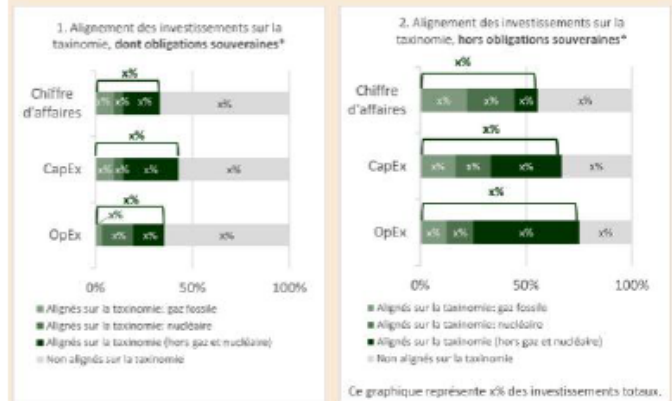 1. Alignement des investissements sur la
taxinomie, dont obligations souveraines*
x%
Chiffre
d'affaires
x% x% x% x%
x%
CapEx
x% x% x% x%
x%
x%
OpEx
x% x% x%
0% 50% 100%
Alignés sur la taxinomie: gaz fossile
Alignés sur la taxinomie: nucléaire
Alignés sur la taxinomie (hors gaz et nucléaire)
Non alignés sur la taxinomie
2. Alignement des investissements sur la
taxinomie, hors obligations souveraines*
x%
Chiffre
d'affaires
x% x% x% x%
x%
CapEx
x% x% x% x%
x%
OpEx
x% x% x% x%
0% 50% 100%
Alignés sur la taxinomie: gaz fossile
Alignés sur la taxinomie: nucléaire
Alignés sur la taxinomie (hors gaz et nucléaire)
Non alignés sur la taxinomie
Ce graphique représente x% des investissements totaux.